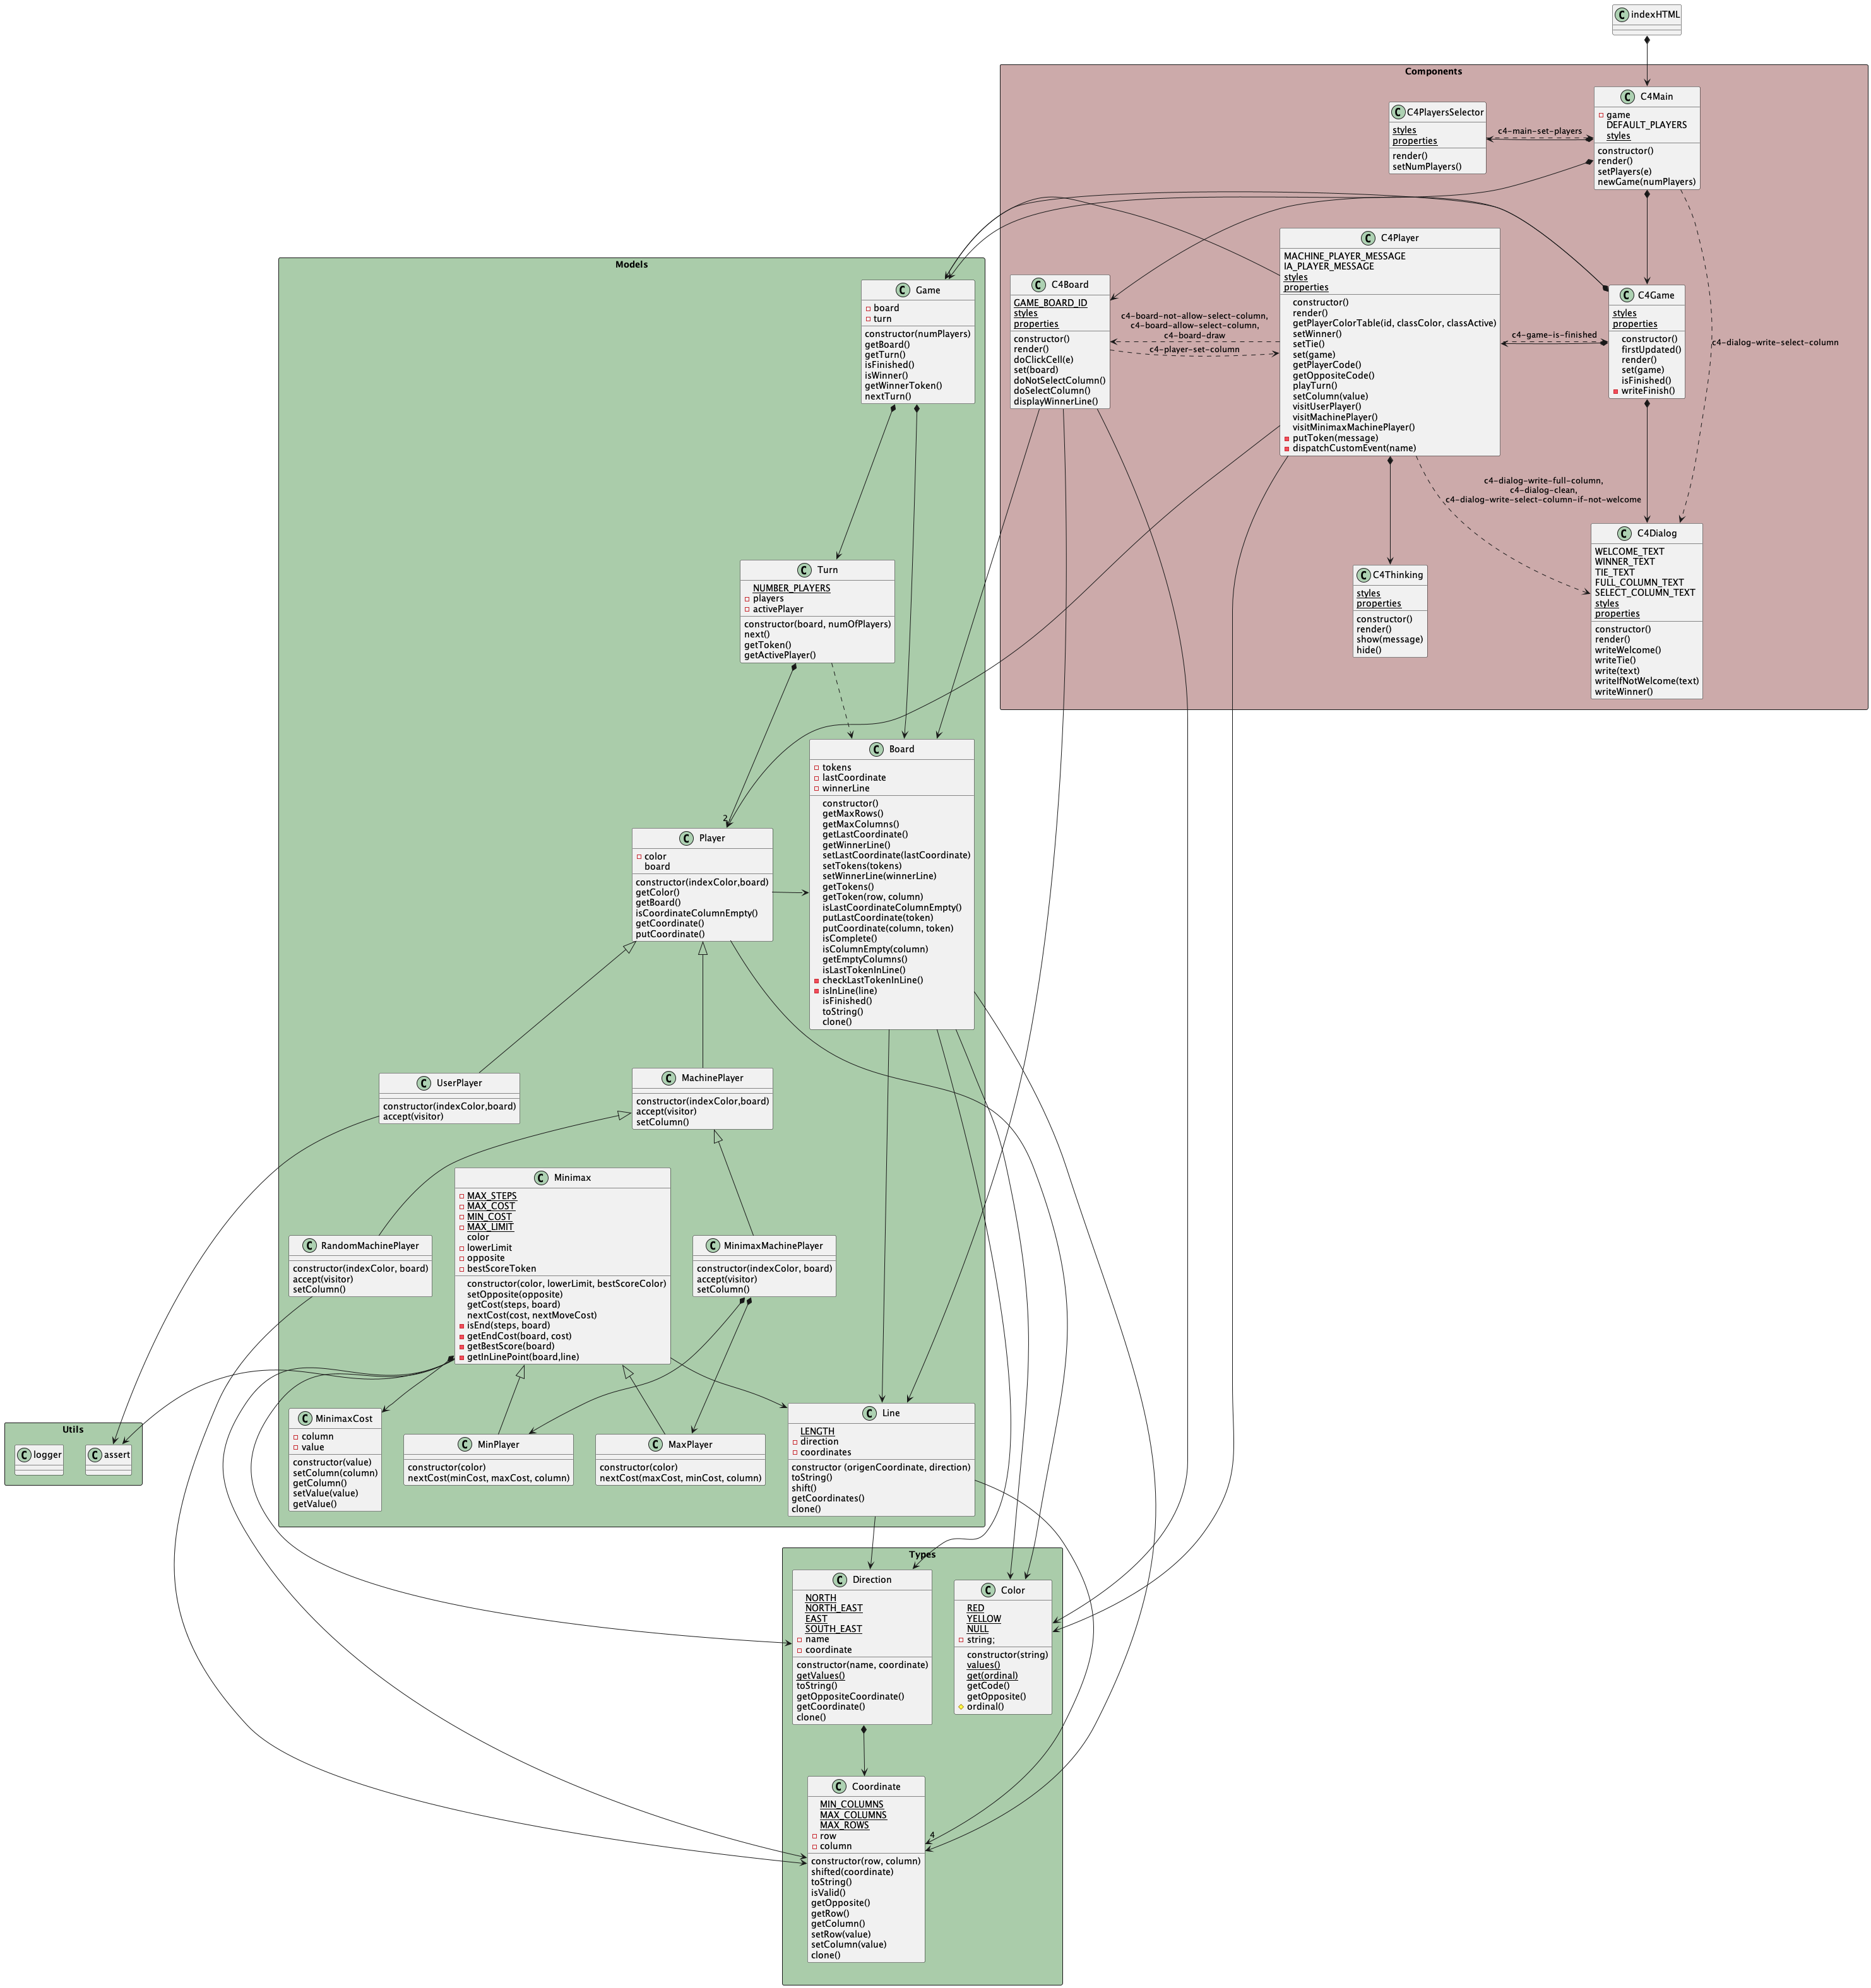 C indexHTML
Components
C C4Main
game
DEFAULT_PLAYERS
styles
constructor()
render()
setPlayers(e)
newGame(numPlayers)
C C4PlayersSelector
styles
properties
render()
setNumPlayers()
c4-main-set-players
C C4Player
MACHINE_PLAYER_MESSAGE
IA_PLAYER_MESSAGE
styles
properties
constructor()
render()
getPlayerColorTable(id, classColor, classActive)
setWinner()
setTie()
set(game)
getPlayerCode()
getOppositeCode()
playTurn()
setColumn(value)
visitUserPlayer()
visitMachinePlayer()
visitMinimaxMachinePlayer()
putToken(message)
dispatchCustomEvent(name)
C C4Board
GAME_BOARD_ID
styles
properties
constructor()
render()
doClickCell(e)
set(board)
doNotSelectColumn()
doSelectColumn()
displayWinnerLine()
c4-board-not-allow-select-column,
c4-board-allow-select-column,
c4-board-draw
c4-player-set-column
C C4Game
styles
properties
constructor()
firstUpdated()
render()
set(game)
isFinished()
writeFinish()
c4-game-is-finished
c4-dialog-write-select-column
c4-dialog-write-full-column,
c4-dialog-clean,
c4-dialog-write-select-column-if-not-welcome
C C4Thinking
styles
properties
constructor()
render()
show(message)
hide()
C C4Dialog
WELCOME_TEXT
WINNER_TEXT
TIE_TEXT
FULL_COLUMN_TEXT
SELECT_COLUMN_TEXT
styles
properties
constructor()
render()
writeWelcome()
writeTie()
write(text)
writeIfNotWelcome(text)
writeWinner()
Models
C Game
board
turn
constructor(numPlayers)
getBoard()
getTurn()
isFinished()
isWinner()
getWinnerToken()
nextTurn()
C Turn
NUMBER_PLAYERS
players
activePlayer
constructor(board, numOfPlayers)
next()
getToken()
getActivePlayer()
C Board
tokens
lastCoordinate
winnerLine
constructor()
getMaxRows()
getMaxColumns()
getLastCoordinate()
getWinnerLine()
setLastCoordinate(lastCoordinate)
setTokens(tokens)
setWinnerLine(winnerLine)
getTokens()
getToken(row, column)
isLastCoordinateColumnEmpty()
putLastCoordinate(token)
putCoordinate(column, token)
isComplete()
isColumnEmpty(column)
getEmptyColumns()
isLastTokenInLine()
checkLastTokenInLine()
isInLine(line)
isFinished()
toString()
clone()
2
C Player
color
board
constructor(indexColor,board)
getColor()
getBoard()
isCoordinateColumnEmpty()
getCoordinate()
putCoordinate()
C UserPlayer
constructor(indexColor,board)
accept(visitor)
C MachinePlayer
constructor(indexColor,board)
accept(visitor)
setColumn()
C Minimax
MAX_STEPS
MAX_COST
MIN_COST
MAX_LIMIT
color
lowerLimit
opposite
bestScoreToken
constructor(color, lowerLimit, bestScoreColor)
setOpposite(opposite)
getCost(steps, board)
nextCost(cost, nextMoveCost)
isEnd(steps, board)
getEndCost(board, cost)
getBestScore(board)
getInLinePoint(board,line)
C RandomMachinePlayer
constructor(indexColor, board)
accept(visitor)
setColumn()
C MinimaxMachinePlayer
constructor(indexColor, board)
accept(visitor)
setColumn()
C MinimaxCost
column
value
constructor(value)
setColumn(column)
getColumn()
setValue(value)
getValue()
C MinPlayer
constructor(color)
nextCost(minCost, maxCost, column)
C MaxPlayer
constructor(color)
nextCost(maxCost, minCost, column)
C Line
LENGTH
direction
coordinates
constructor (origenCoordinate, direction)
toString()
shift()
getCoordinates()
clone()
Utils
C logger
C assert
Types
C Direction
NORTH
NORTH_EAST
EAST
SOUTH_EAST
name
coordinate
constructor(name, coordinate)
getValues()
toString()
getOppositeCoordinate()
getCoordinate()
clone()
C Color
RED
YELLOW
NULL
string;
constructor(string)
values()
get(ordinal)
getCode()
getOpposite()
ordinal()
C Coordinate
MIN_COLUMNS
MAX_COLUMNS
MAX_ROWS
row
column
constructor(row, column)
shifted(coordinate)
toString()
isValid()
getOpposite()
getRow()
getColumn()
setRow(value)
setColumn(value)
clone()
4